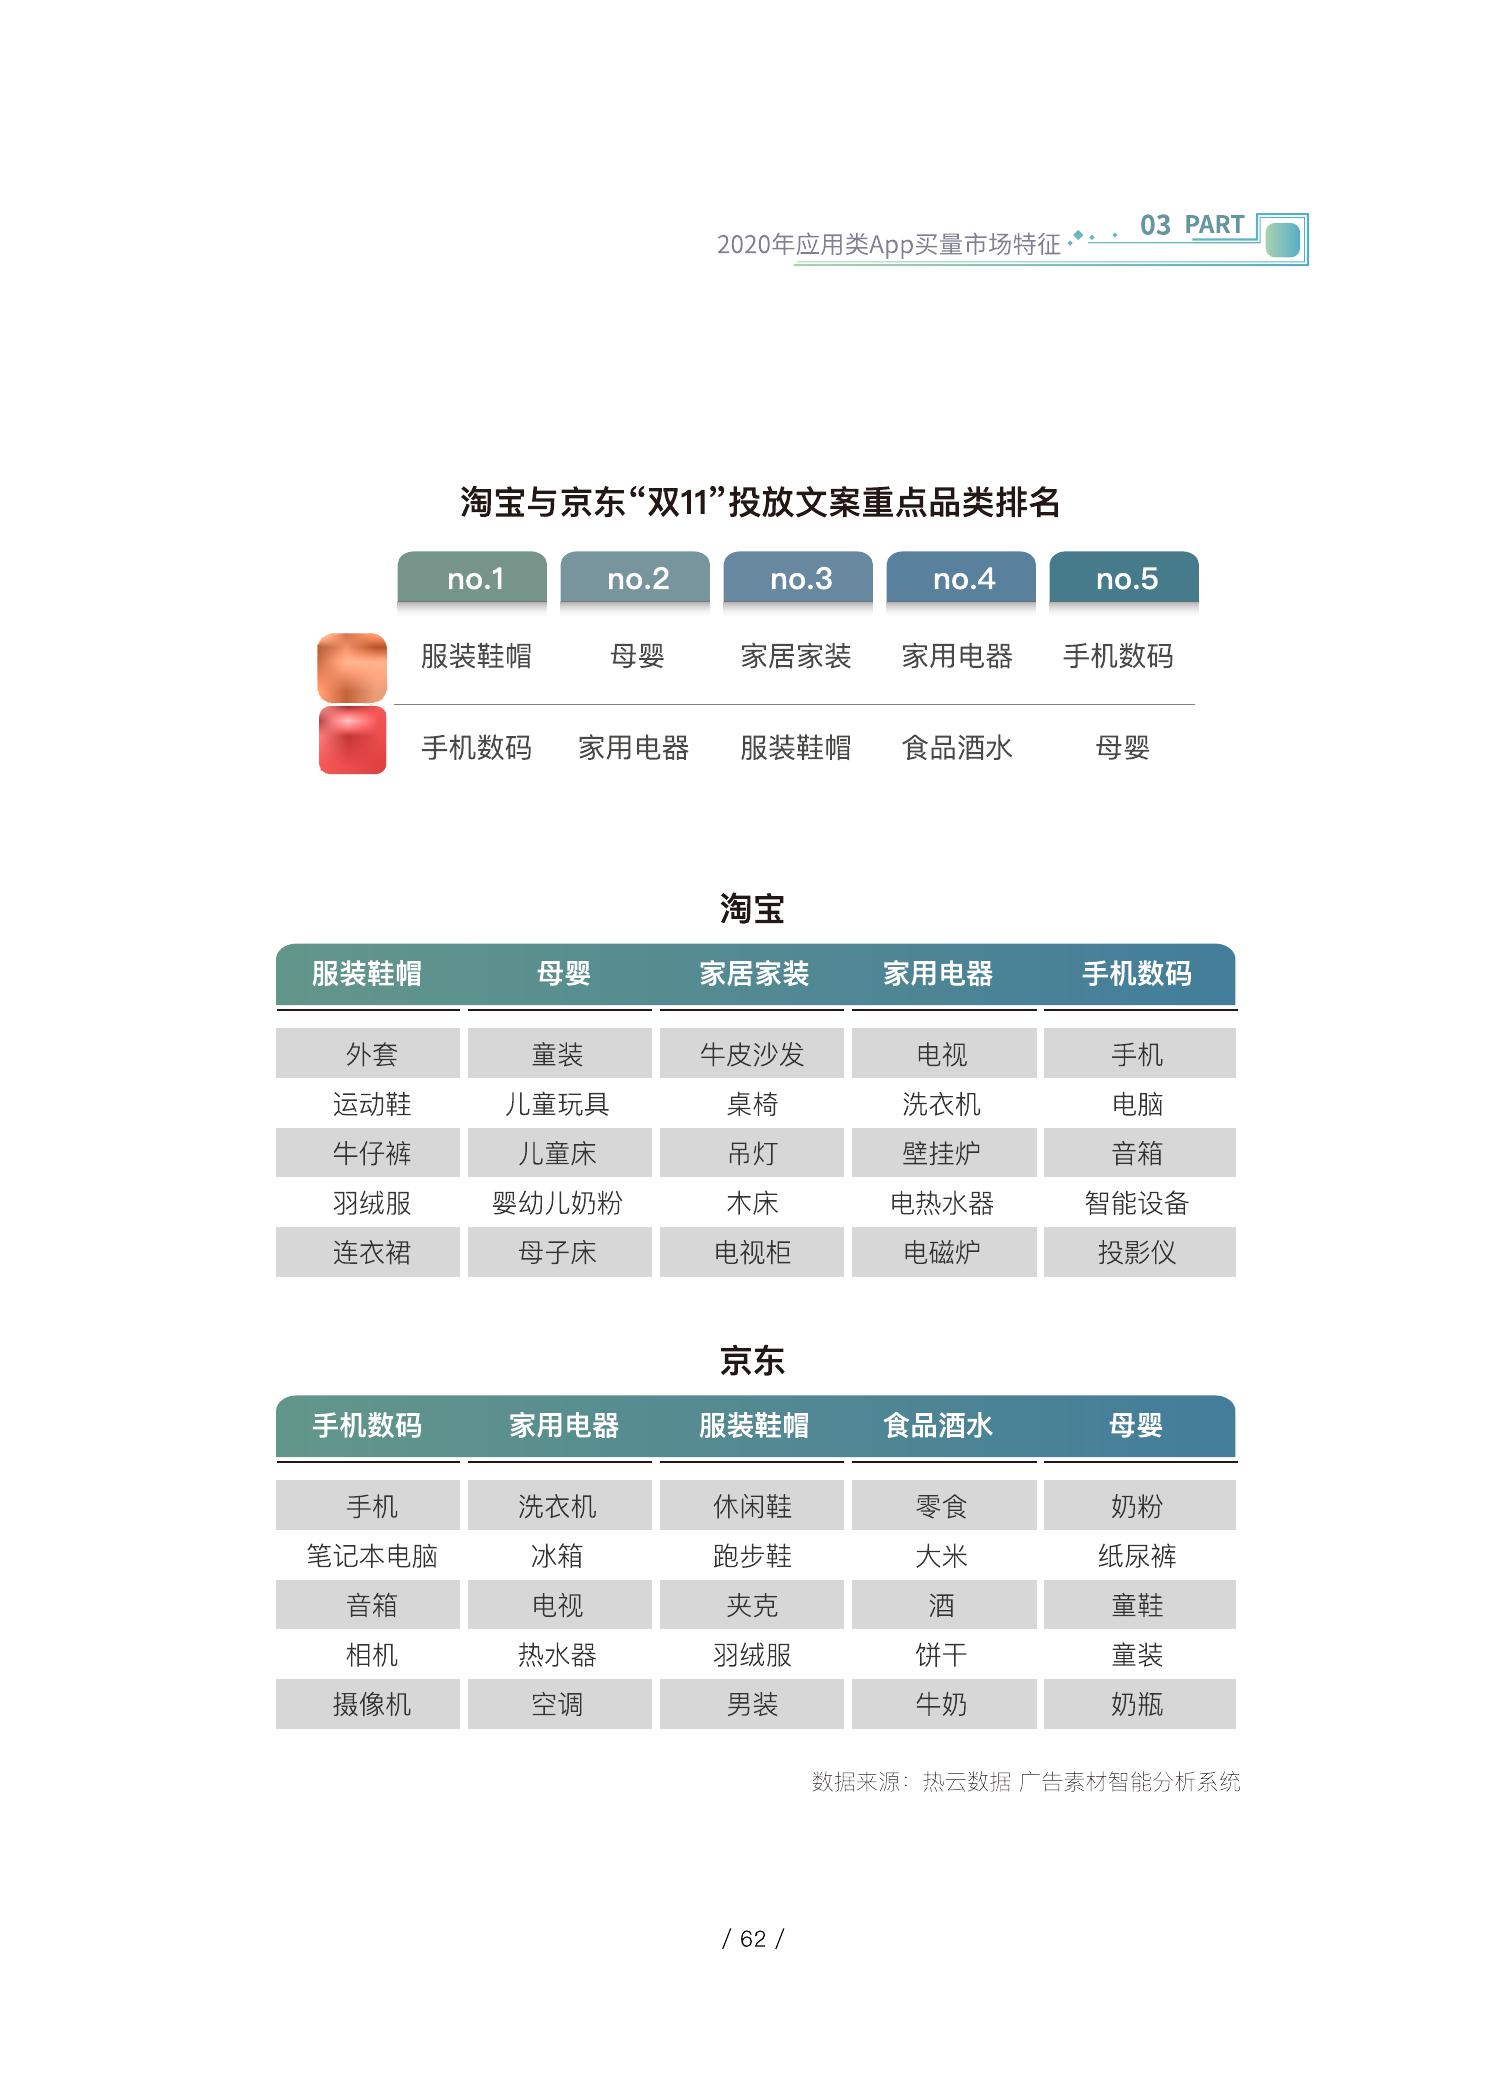 2020年应用类App买量市场特征 03 PART
淘宝与京东“双11”投放文案重点品类排名
no.1 no.2 no.3 no.4 no.5
服装鞋帽 母婴 家居家装 家用电器 手机数码
手机数码 家用电器 服装鞋帽 食品酒水 母婴
淘宝
服装鞋帽 母婴 家居家装 家用电器 手机数码
外套 童装 牛皮沙发 电视 手机
运动鞋 儿童玩具 桌椅 洗衣机 电脑
牛仔裤 儿童床 吊灯 壁挂炉 音箱
羽绒服 婴幼儿奶粉 木床 电热水器 智能设备
连衣裙 母子床 电视柜 电磁炉 投影仪
京东
手机数码 家用电器 服装鞋帽 食品酒水 母婴
手机 洗衣机 休闲鞋 零食 奶粉
笔记本电脑 冰箱 跑步鞋 大米 纸尿裤
音箱 电视 夹克 酒 童鞋
相机 热水器 羽绒服 饼干 童装
摄像机 空调 男装 牛奶 奶瓶
数据来源：热云数据 广告素材智能分析系统
/ 62 /